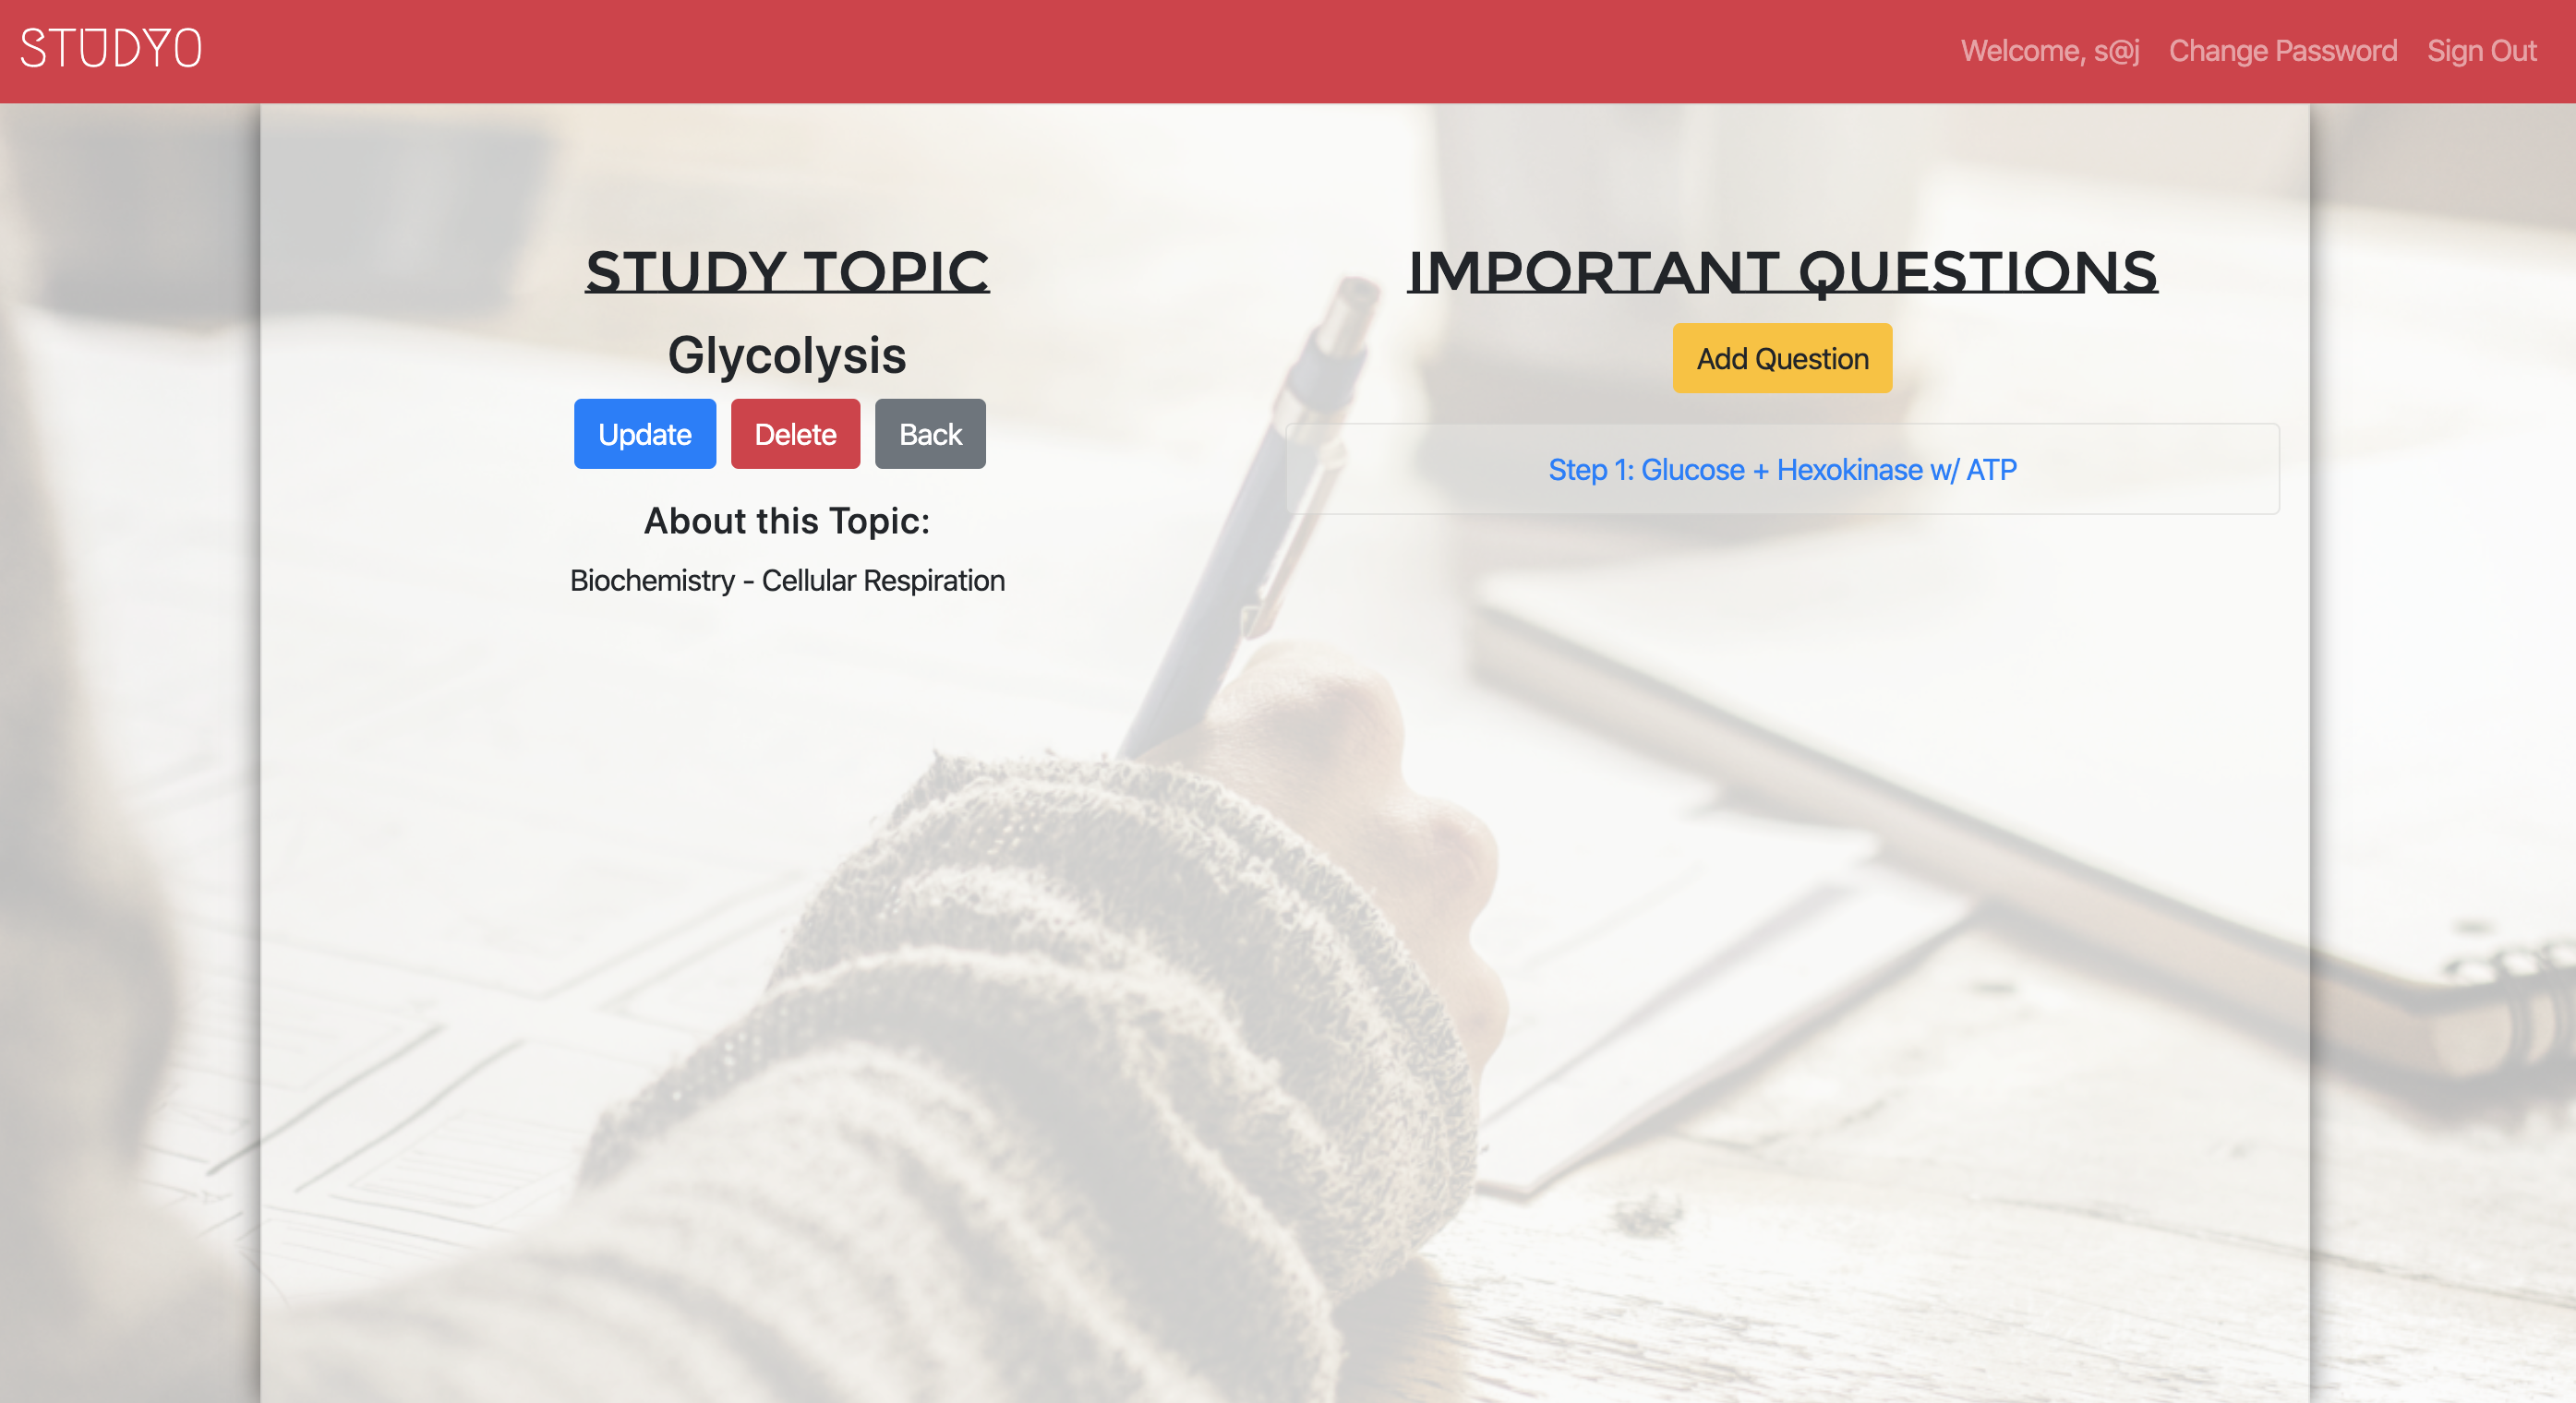 STUDYO
Welcome, s@j Change Password Sign Out
STUDY TOPIC
Glycolysis
Update Delete Back
About this Topic:
Biochemistry - Cellular Respiration
IMPORTANT QUESTIONS
Add Question
Step 1: Glucose + Hexokinase w/ ATP